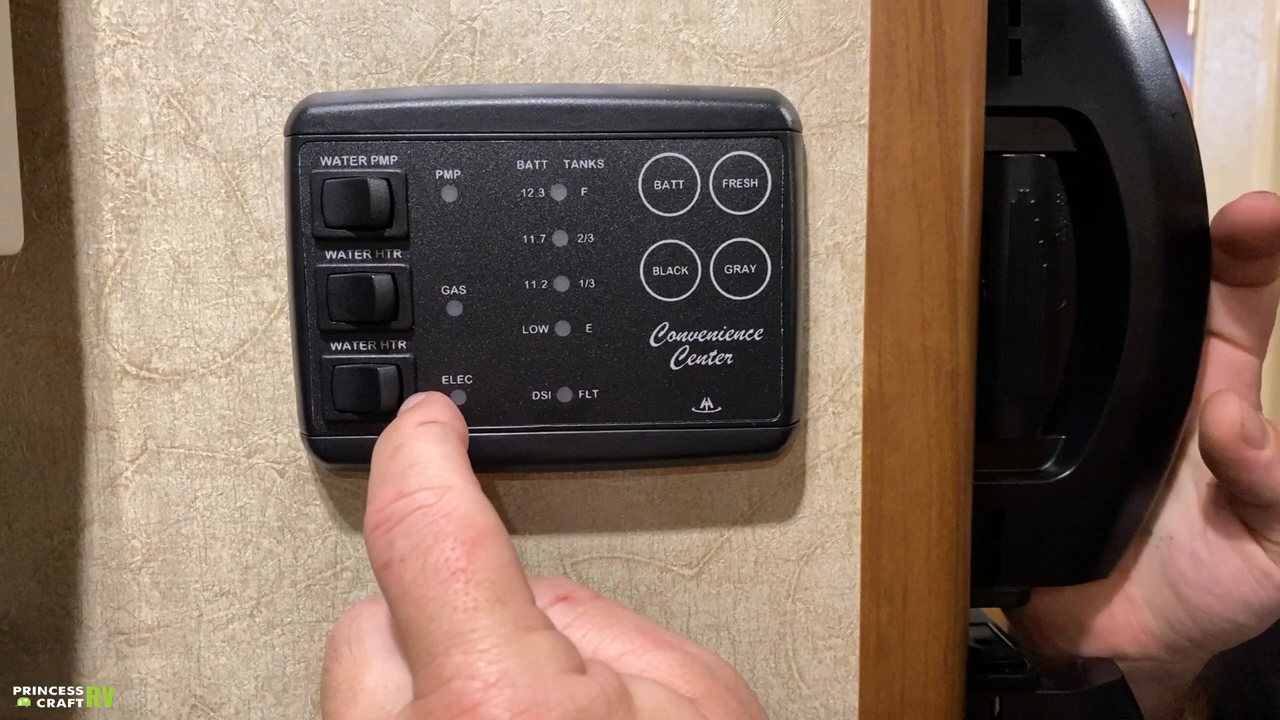 WATER PMP
PMP
WATER HTR
GAS
WATER HTR
ELEC
BATT TANKS
12.3 F
11.7 2/3
11.2 1/3
LOW E
DSI FLT
BATT FRESH
BLACK GRAY
Convenience
Center
PRINCESS
CRAFT RV